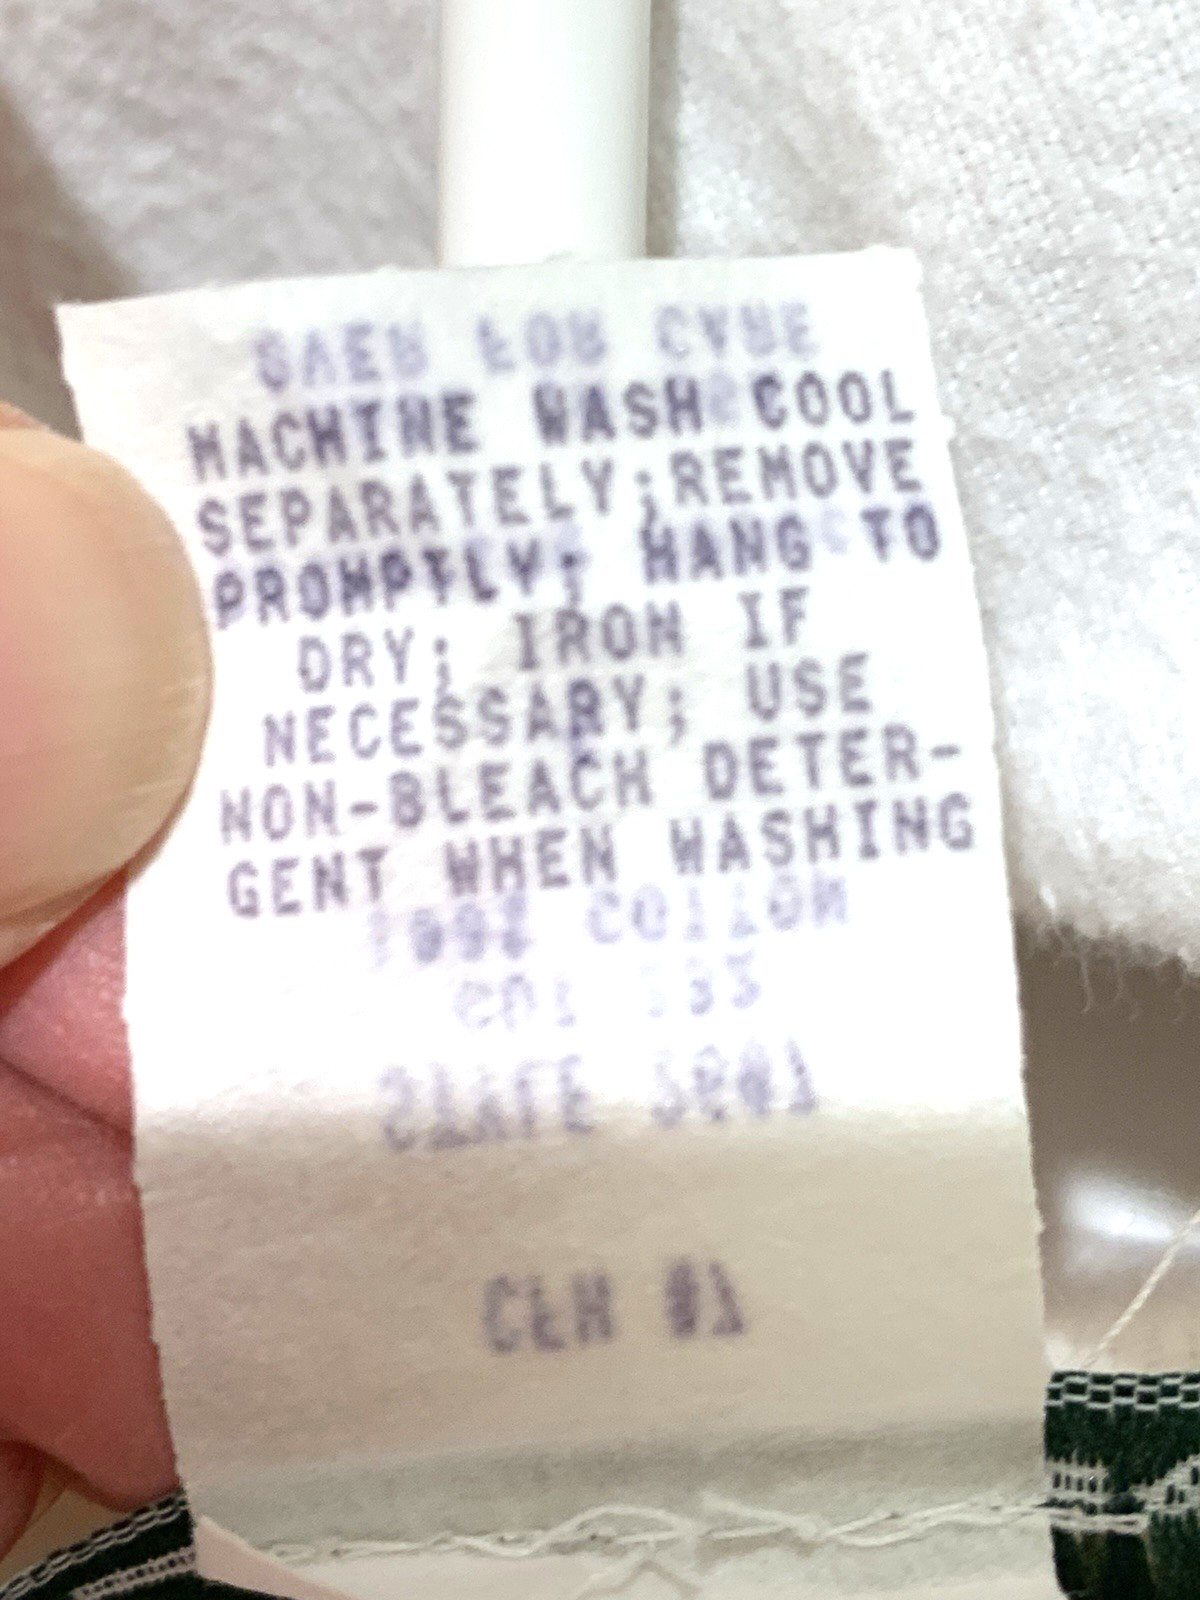 MACHINE WASH COOL
SEPARATELY;REMOVE
PROMPTLY; HANG TO
DRY; IRON IF
NECESSARY; USE
NON-BLEACH DETER-
GENT WHEN WASHING